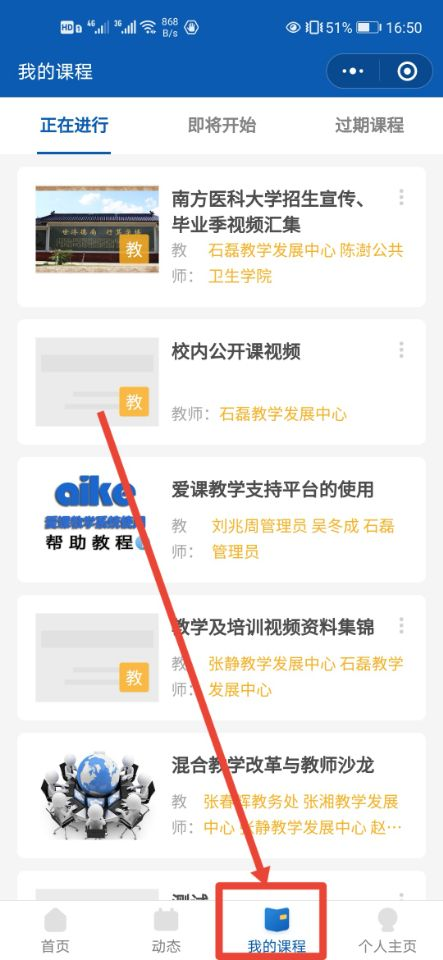 HD 4G 3G 868 B/s 51% 16:50
我的课程
正在进行 即将开始 过期课程
教
南方医科大学招生宣传、
毕业季视频汇集
教 石磊教学发展中心 陈澍公共
师： 卫生学院
教
校内公开课视频
教师：石磊教学发展中心
aike
帮助教程
爱课教学支持平台的使用
教 刘兆周管理员 吴冬成 石磊
师： 管理员
教
教学及培训视频资料集锦
教 张静教学发展中心 石磊教学
师： 发展中心
混合教学改革与教师沙龙
教 张春辉教务处 张湘教学发展
师： 中心 张静教学发展中心 赵…
首页 动态 我的课程 个人主页